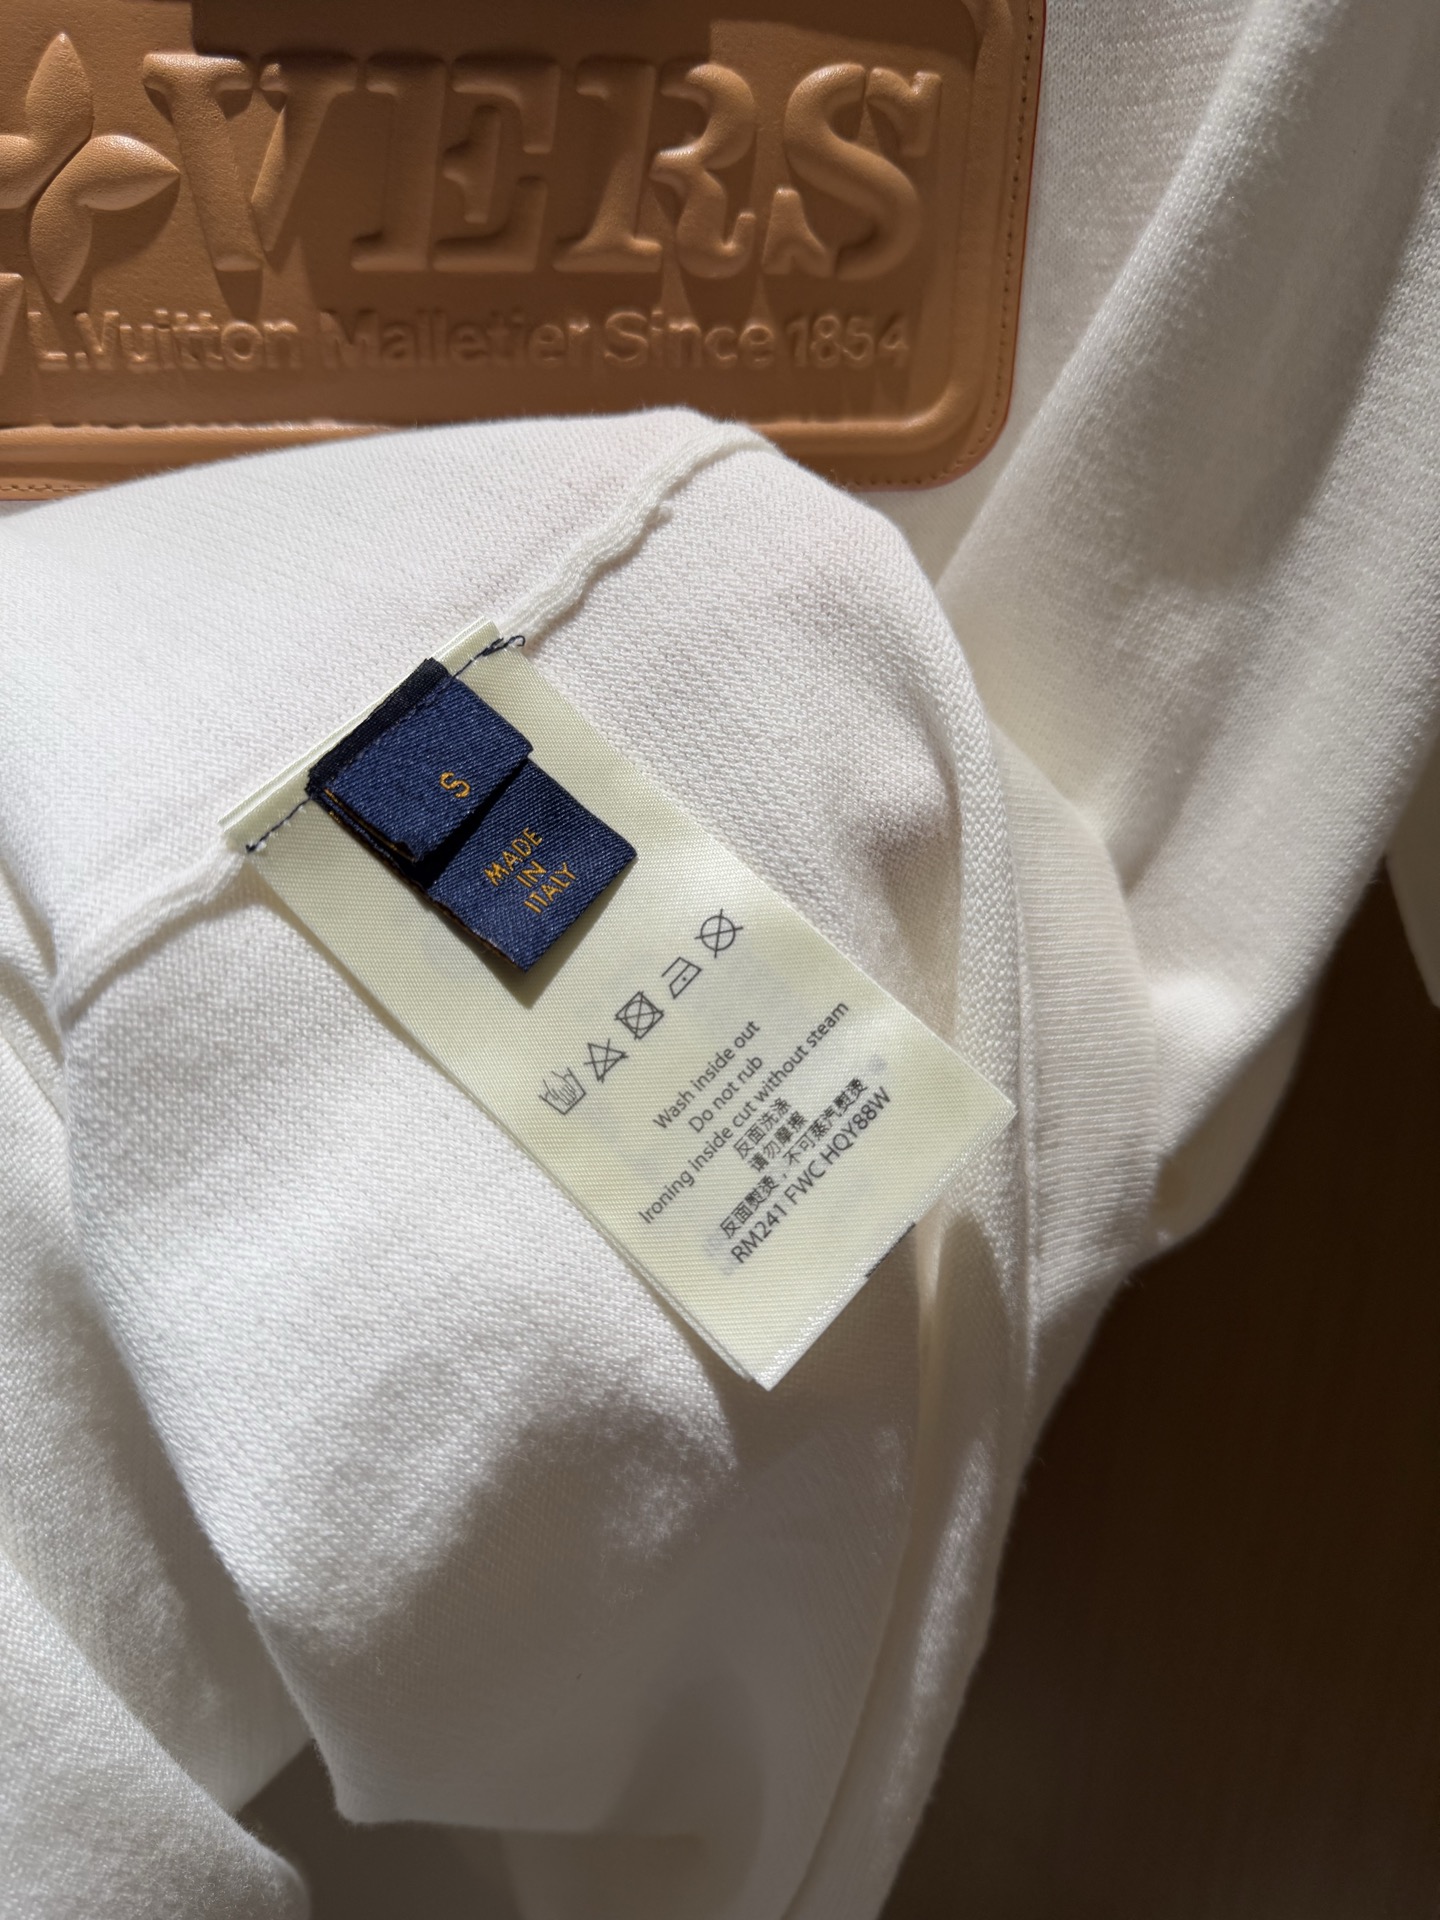 VERS
L.Vuitton Malletier Since 1854
S
MADE
IN
ITALY
Wash inside out
Do not rub
Ironing inside cut without steam
反面洗涤
请勿摩擦
反面熨烫，不可蒸汽熨烫
RM241 FWC HQY88W